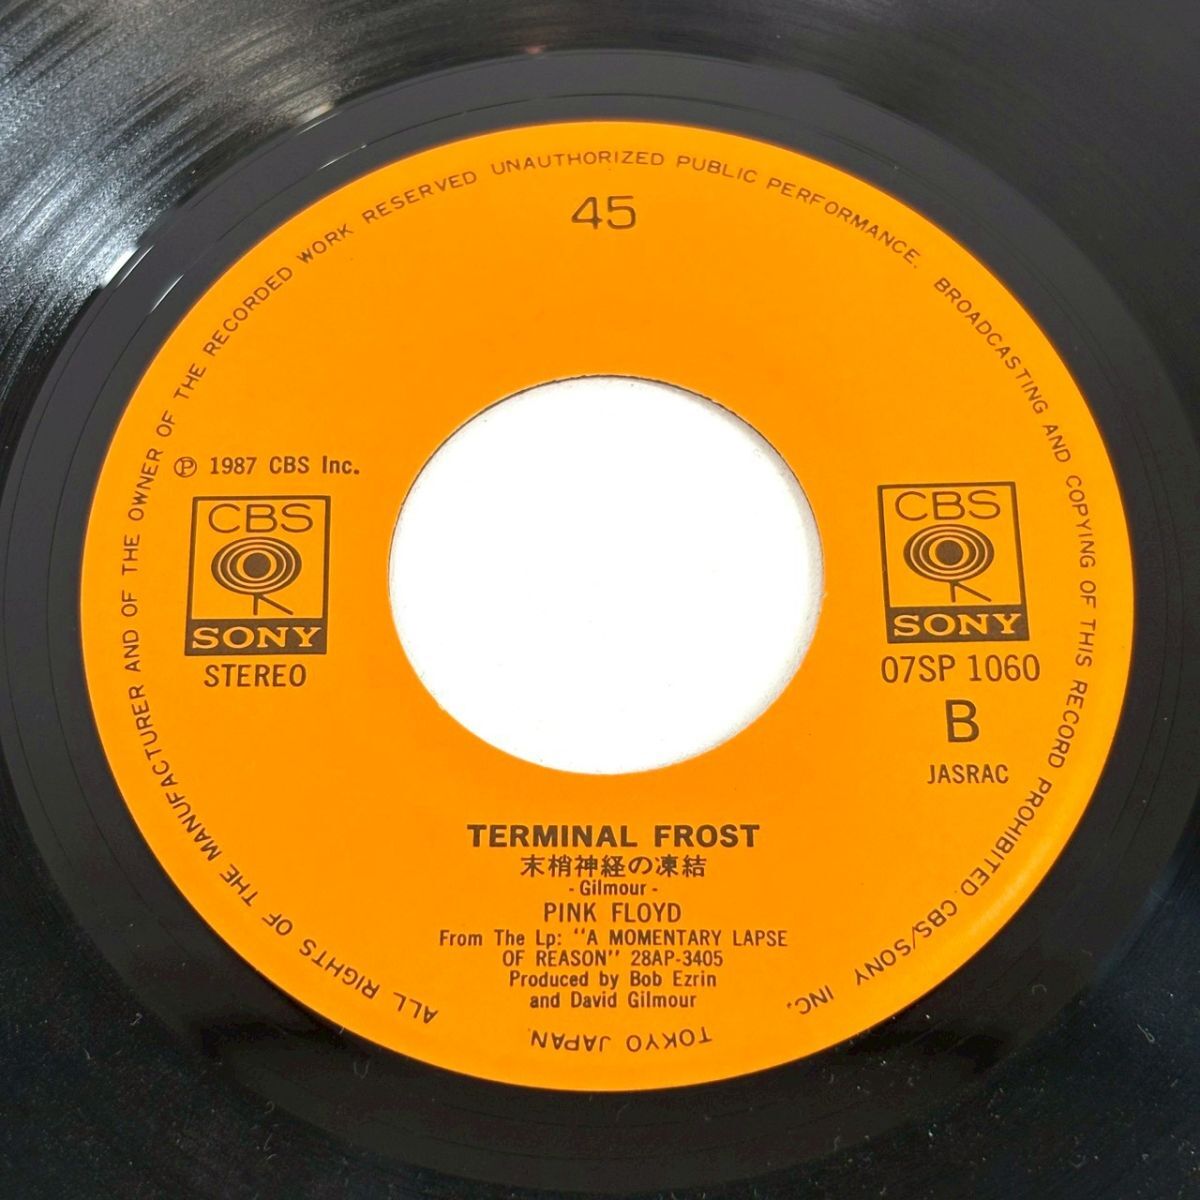 ALL RIGHTS OF THE MANUFACTURER AND OF THE OWNER OF THE RECORDED WORK RESERVED UNAUTHORIZED PUBLIC PERFORMANCE. BROADCASTING AND COPYING OF THIS RECORD PROHIBITED. CBS/SONY INC.
TOKYO JAPAN.
45
Ⓟ 1987 CBS Inc.
CBS
SONY
STEREO
CBS
SONY
07SP 1060
B
JASRAC
TERMINAL FROST
末梢神経の凍結
- Gilmour -
PINK FLOYD
From The Lp: "A MOMENTARY LAPSE
OF REASON" 28AP-3405
Produced by Bob Ezrin
and David Gilmour